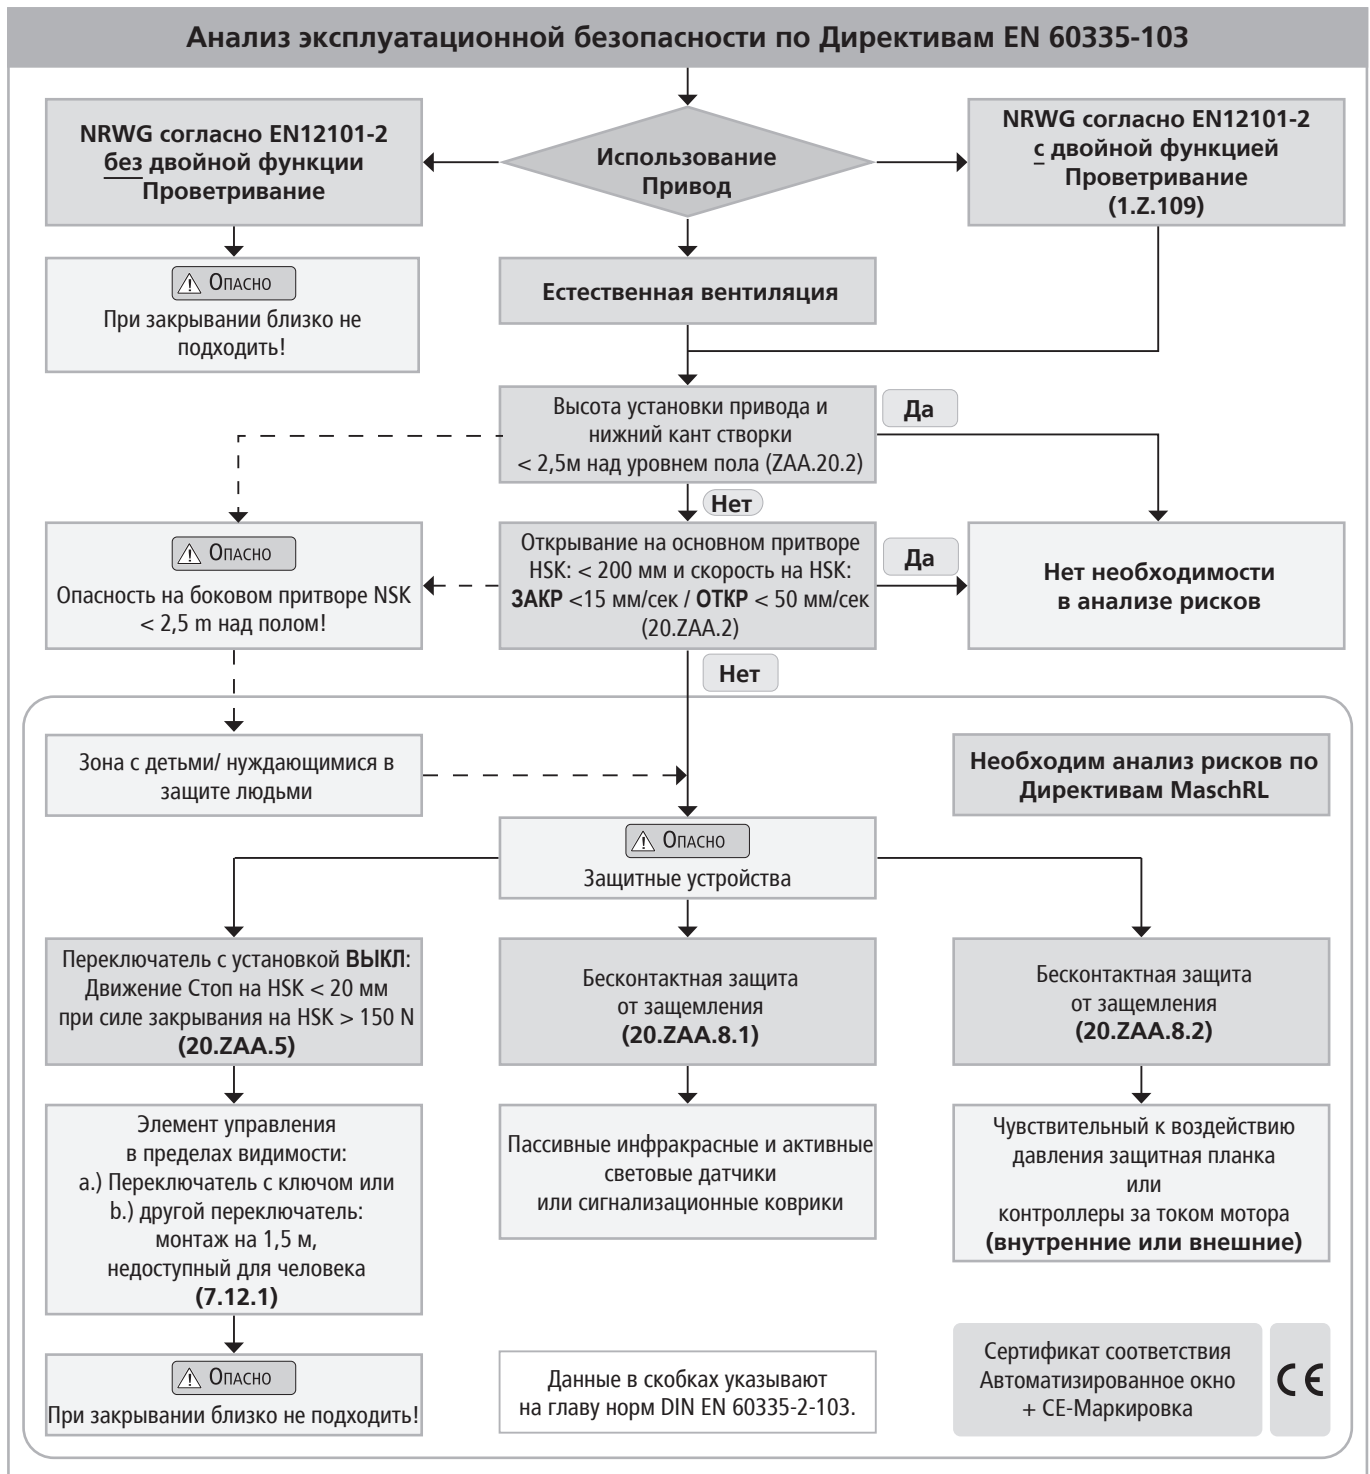 Анализ эксплуатационной безопасности по Директивам EN 60335-103
NRWG согласно EN12101-2
без двойной функции
Проветривание
Использование
Привод
NRWG согласно EN12101-2
с двойной функцией
Проветривание
(1.Z.109)
Опасно
При закрывании близко не
подходить!
Естественная вентиляция
Высота установки привода и
нижний кант створки
< 2,5м над уровнем пола (ZAA.20.2)
Да
Нет
Опасно
Опасность на боковом притворе NSK
< 2,5 m над полом!
Открывание на основном притворе
HSK: < 200 мм и скорость на HSK:
ЗАКР <15 мм/сек / ОТКР < 50 мм/сек
(20.ZAA.2)
Да
Нет необходимости
в анализе рисков
Нет
Зона с детьми/ нуждающимися в
защите людьми
Необходим анализ рисков по
Директивам MaschRL
Опасно
Защитные устройства
Переключатель с установкой ВЫКЛ:
Движение Стоп на HSK < 20 мм
при силе закрывания на HSK > 150 N
(20.ZAA.5)
Бесконтактная защита
от защемления
(20.ZAA.8.1)
Бесконтактная защита
от защемления
(20.ZAA.8.2)
Элемент управления
в пределах видимости:
a.) Переключатель с ключом или
b.) другой переключатель:
монтаж на 1,5 м,
недоступный для человека
(7.12.1)
Пассивные инфракрасные и активные
световые датчики
или сигнализационные коврики
Чувствительный к воздействию
давления защитная планка
или
контроллеры за током мотора
(внутренние или внешние)
Опасно
При закрывании близко не подходить!
Данные в скобках указывают
на главу норм DIN EN 60335-2-103.
Сертификат соответствия
Автоматизированное окно
+ CE-Маркировка
CE